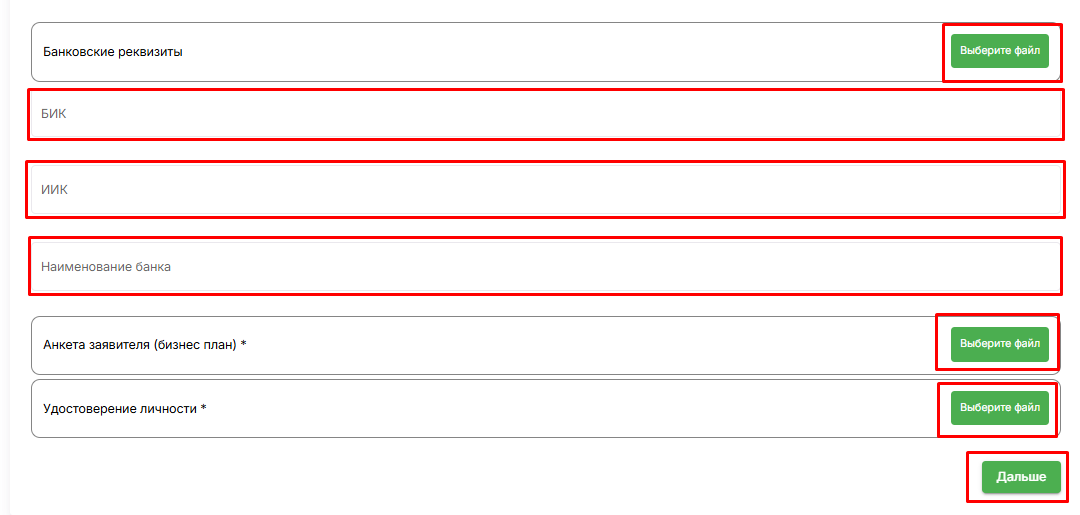 Банковские реквизиты
Выберите файл
БИК
ИИК
Наименование банка
Анкета заявителя (бизнес план) *
Выберите файл
Удостоверение личности *
Выберите файл
Дальше